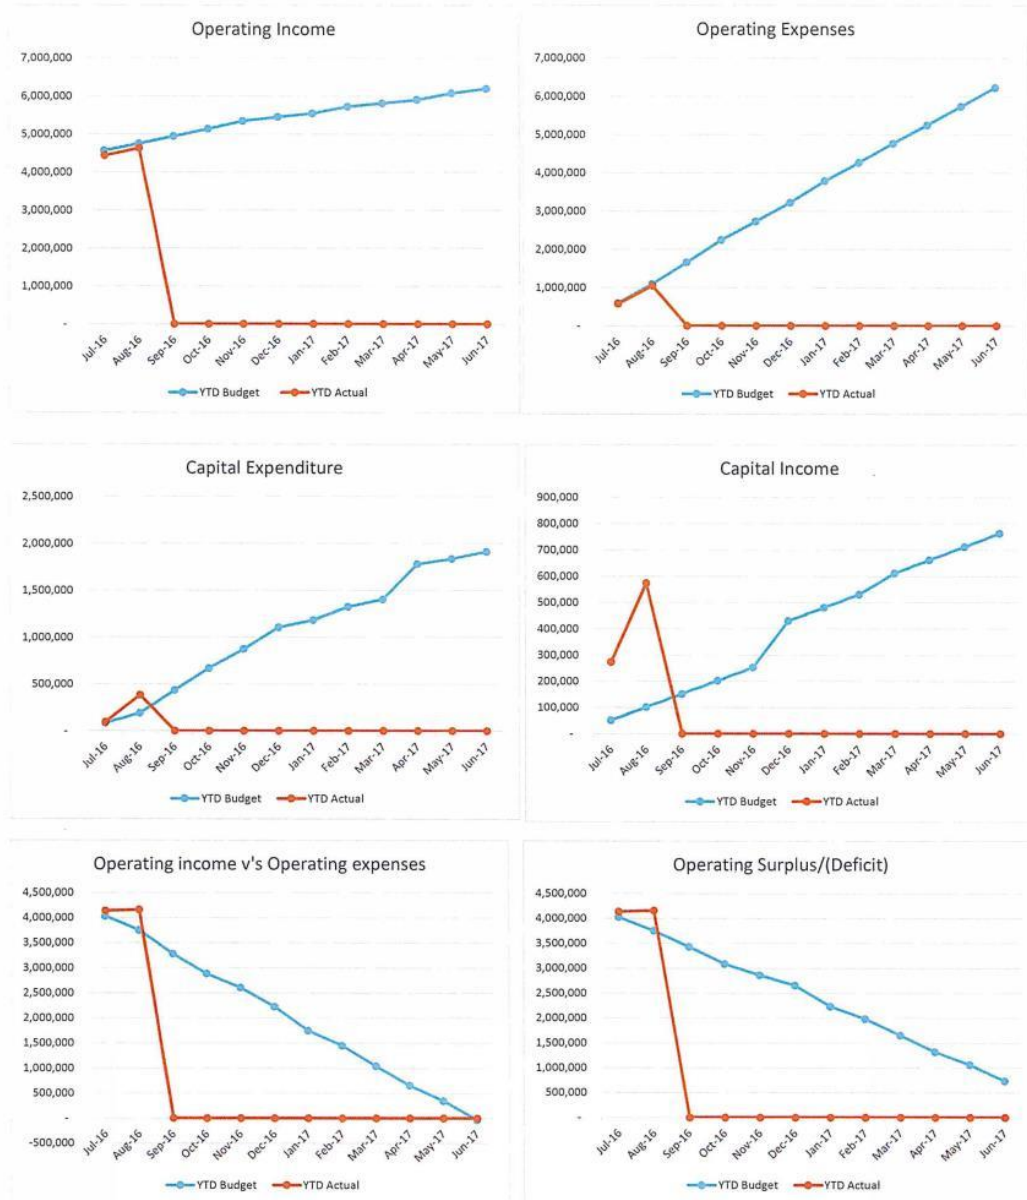 Operating Income
7,000,000
6,000,000
5,000,000
4,000,000
3,000,000
2,000,000
1,000,000
-
Jul-16 Aug-16 Sep-16 Oct-16 Nov-16 Dec-16 Jan-17 Feb-17 Mar-17 Apr-17 May-17 Jun-17
YTD Budget YTD Actual
Operating Expenses
7,000,000
6,000,000
5,000,000
4,000,000
3,000,000
2,000,000
1,000,000
-
Jul-16 Aug-16 Sep-16 Oct-16 Nov-16 Dec-16 Jan-17 Feb-17 Mar-17 Apr-17 May-17 Jun-17
YTD Budget YTD Actual
Capital Expenditure
2,500,000
2,000,000
1,500,000
1,000,000
500,000
-
Jul-16 Aug-16 Sep-16 Oct-16 Nov-16 Dec-16 Jan-17 Feb-17 Mar-17 Apr-17 May-17 Jun-17
YTD Budget YTD Actual
Capital Income
900,000
800,000
700,000
600,000
500,000
400,000
300,000
200,000
100,000
-
Jul-16 Aug-16 Sep-16 Oct-16 Nov-16 Dec-16 Jan-17 Feb-17 Mar-17 Apr-17 May-17 Jun-17
YTD Budget YTD Actual
Operating income v's Operating expenses
4,500,000
4,000,000
3,500,000
3,000,000
2,500,000
2,000,000
1,500,000
1,000,000
500,000
-
-500,000
Jul-16 Aug-16 Sep-16 Oct-16 Nov-16 Dec-16 Jan-17 Feb-17 Mar-17 Apr-17 May-17 Jun-17
YTD Budget YTD Actual
Operating Surplus/(Deficit)
4,500,000
4,000,000
3,500,000
3,000,000
2,500,000
2,000,000
1,500,000
1,000,000
500,000
-
Jul-16 Aug-16 Sep-16 Oct-16 Nov-16 Dec-16 Jan-17 Feb-17 Mar-17 Apr-17 May-17 Jun-17
YTD Budget YTD Actual